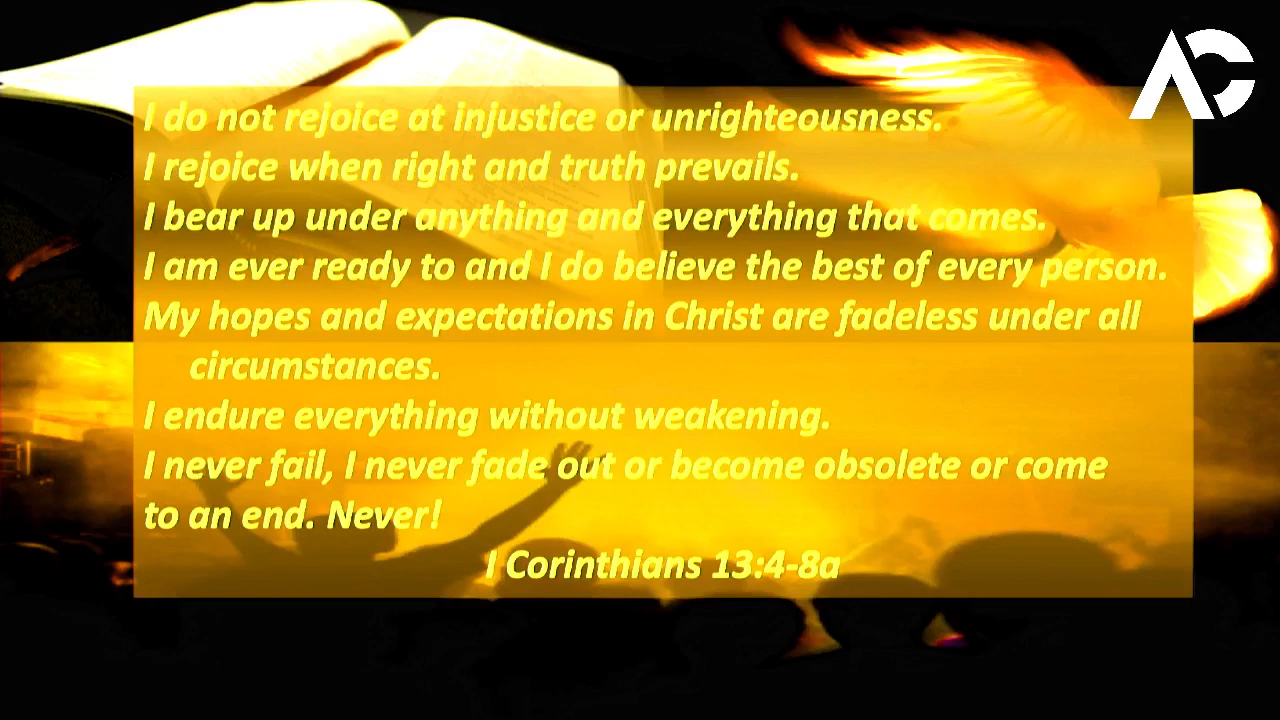 AC
I do not rejoice at injustice or unrighteousness.
I rejoice when right and truth prevails.
I bear up under anything and everything that comes.
I am ever ready to and I do believe the best of every person.
My hopes and expectations in Christ are fadeless under all
circumstances.
I endure everything without weakening.
I never fail, I never fade out or become obsolete or come
to an end. Never!
I Corinthians 13:4-8a